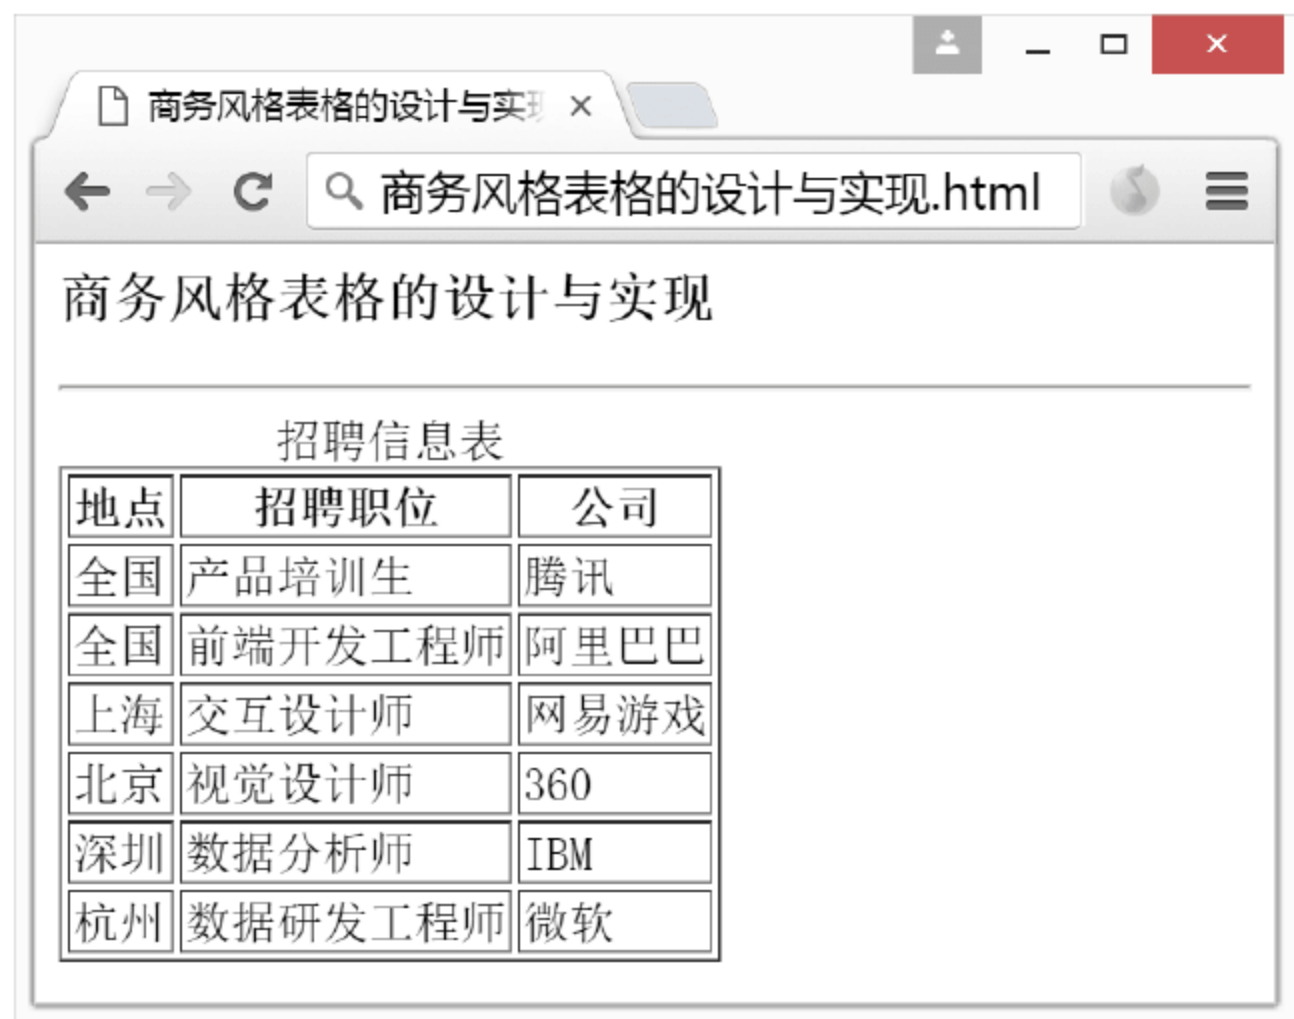 商务风格表格的设计与实现
商务风格表格的设计与实现.html
商务风格表格的设计与实现
招聘信息表
地点 招聘职位 公司
全国 产品培训生 腾讯
全国 前端开发工程师 阿里巴巴
上海 交互设计师 网易游戏
北京 视觉设计师 360
深圳 数据分析师 IBM
杭州 数据研发工程师 微软